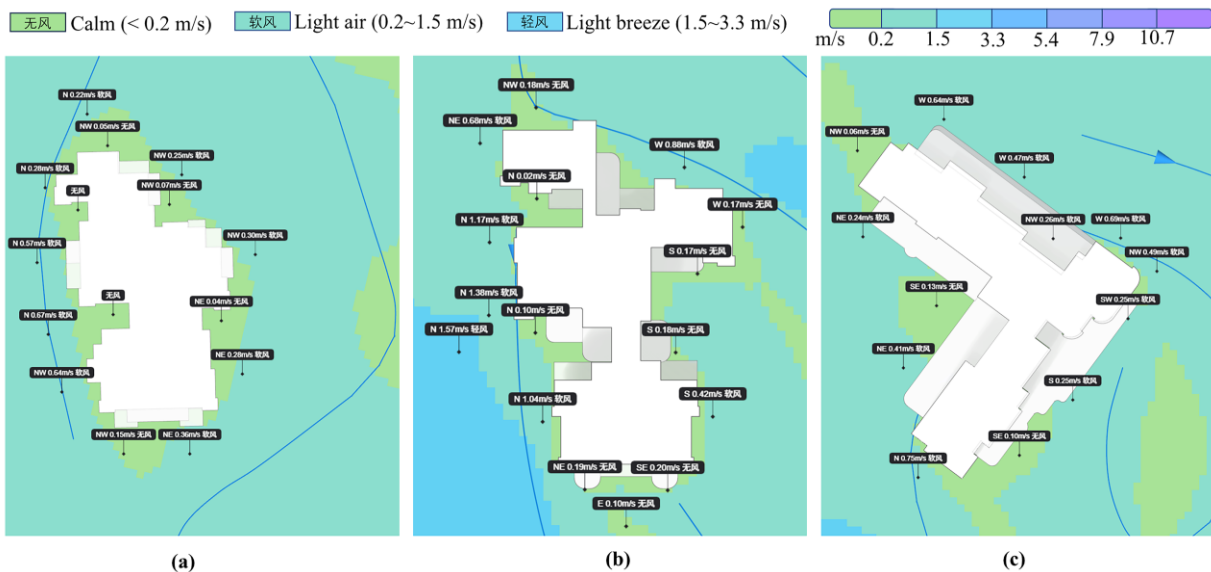 无风 Calm (< 0.2 m/s) 软风 Light air (0.2~1.5 m/s) 轻风 Light breeze (1.5~3.3 m/s)
m/s 0.2 1.5 3.3 5.4 7.9 10.7
N 0.22m/s 软风
NW 0.05m/s 无风
NW 0.25m/s 软风
N 0.28m/s 软风
NW 0.07m/s 无风
无风
NW 0.30m/s 软风
N 0.57m/s 软风
无风
NE 0.04m/s 无风
N 0.67m/s 软风
NE 0.28m/s 软风
NW 0.64m/s 软风
NW 0.15m/s 无风
NE 0.36m/s 软风
(a)
NW 0.18m/s 无风
NE 0.68m/s 软风
W 0.88m/s 软风
N 0.02m/s 无风
W 0.17m/s 无风
N 1.17m/s 软风
S 0.17m/s 无风
N 1.38m/s 软风
N 0.10m/s 无风
N 1.57m/s 轻风
S 0.18m/s 无风
N 1.04m/s 软风
S 0.42m/s 软风
NE 0.19m/s 无风
SE 0.20m/s 无风
E 0.10m/s 无风
(b)
W 0.64m/s 软风
NW 0.06m/s 无风
W 0.47m/s 软风
NE 0.24m/s 软风
NW 0.26m/s 软风
W 0.69m/s 软风
NW 0.49m/s 软风
SE 0.13m/s 无风
SW 0.25m/s 软风
NE 0.41m/s 软风
S 0.25m/s 软风
SE 0.10m/s 无风
N 0.75m/s 软风
(c)